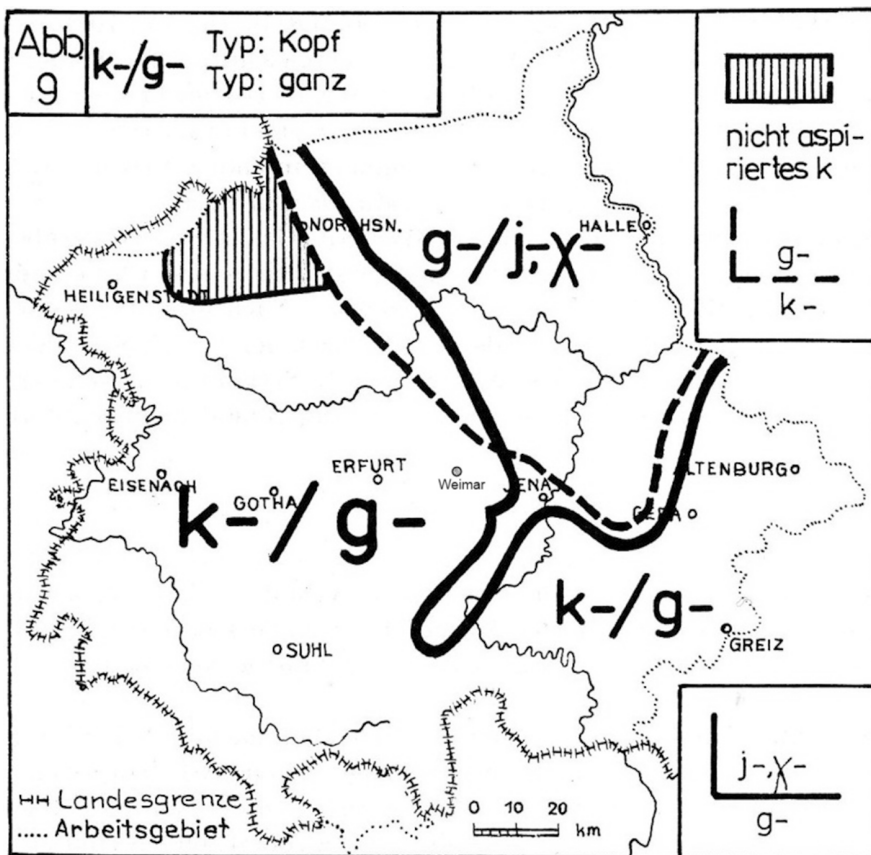 Abb.
9
k-/g-
Typ: Kopf
Typ: ganz
nicht aspi-
riertes k
g-
k-
NORDHSN.
g-/j-,χ-
HALLE
HEILIGENSTADT
EISENACH
GOTHA
ERFURT
Weimar
JENA
ALTENBURG
GERA
k-/g-
k-/g-
SUHL
GREIZ
j-,χ-
g-
Landesgrenze
Arbeitsgebiet
0 10 20
km